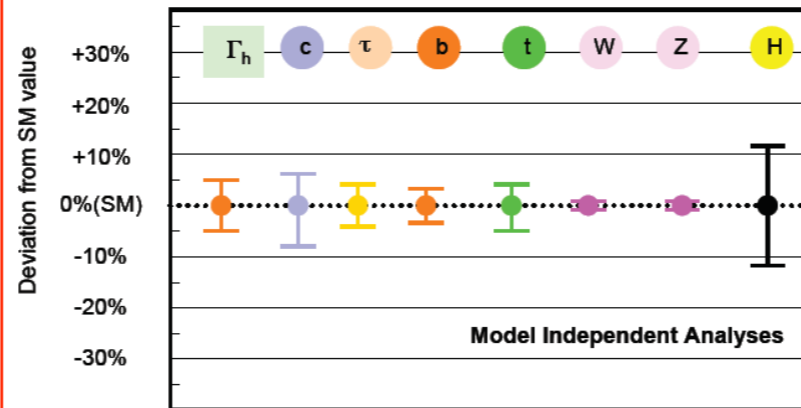 Deviation from SM value
Γh c τ b t W Z H
+30%
+20%
+10%
0%(SM)
-10%
-20%
-30%
Model Independent Analyses